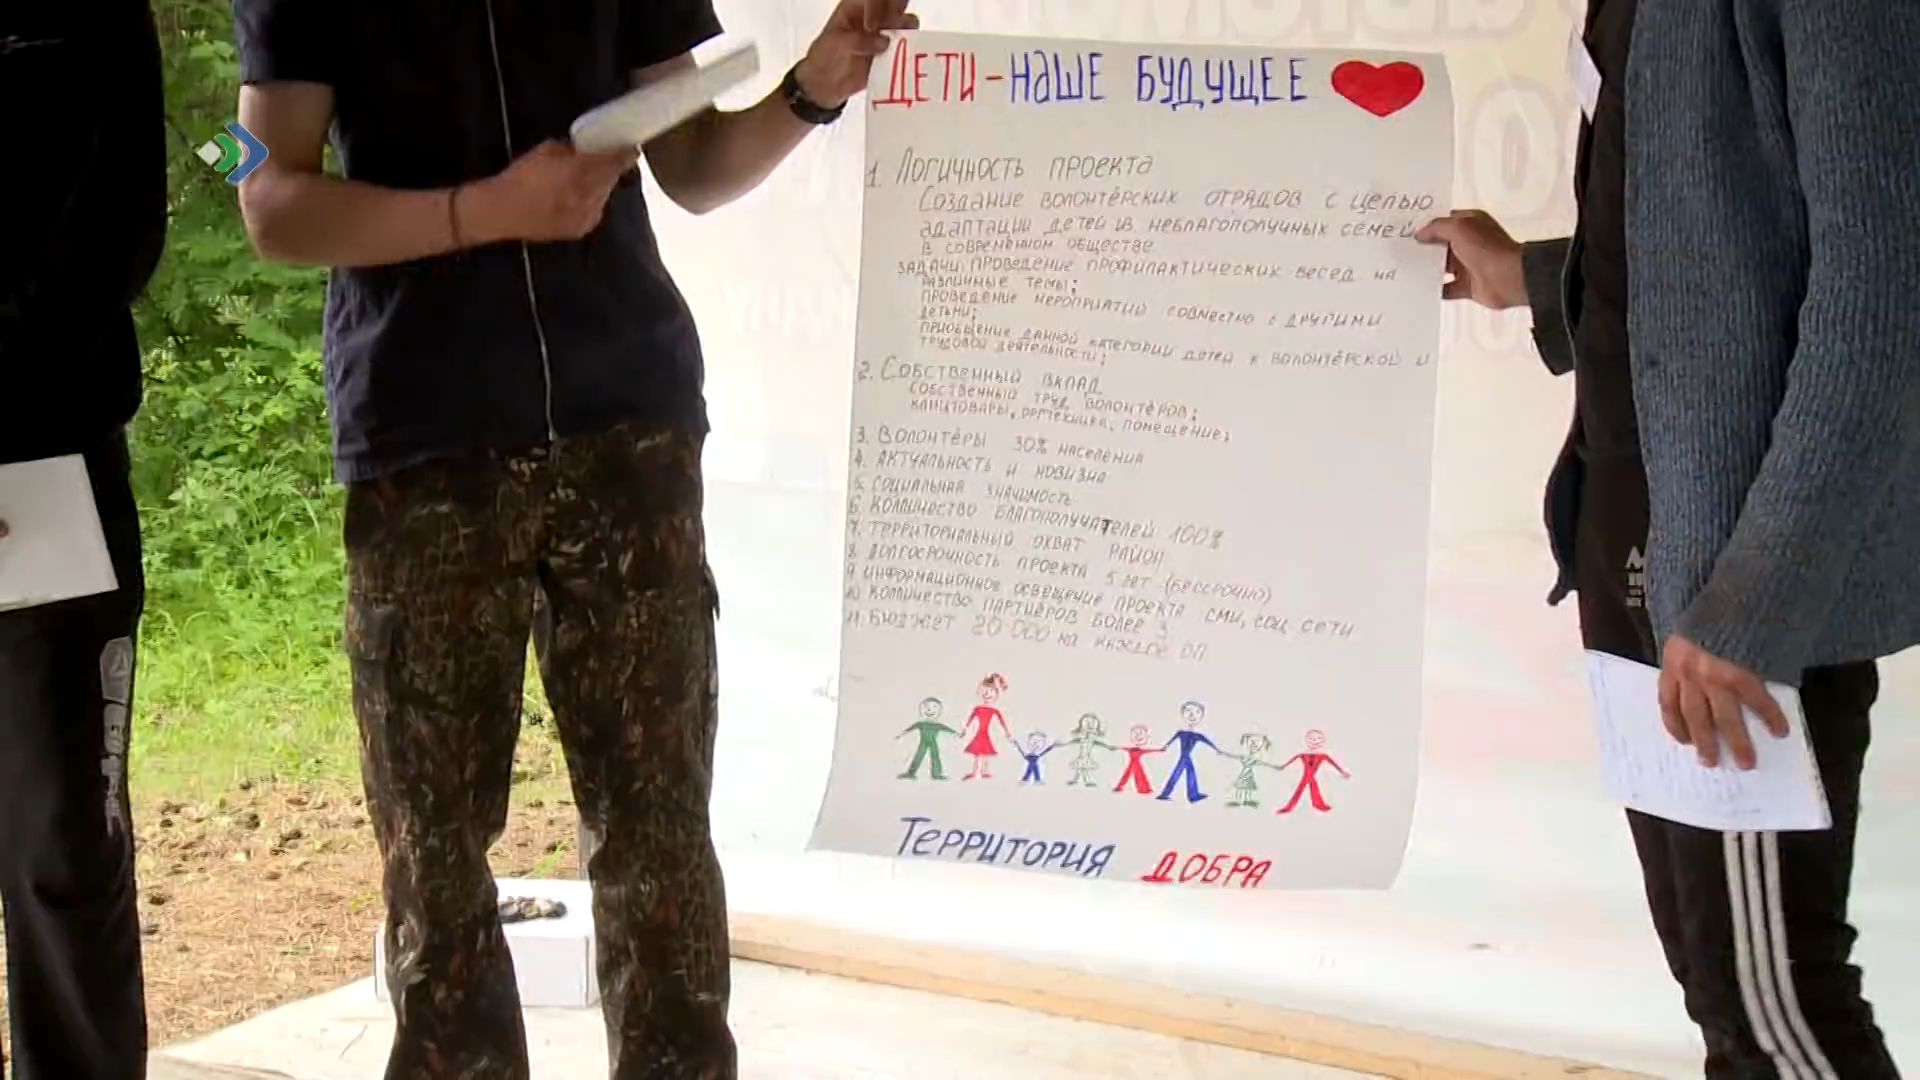 Дети - наше будущее
1. Логичность проекта
Создание волонтёрских отрядов с целью
адаптации детей из неблагополучных семей
в современном обществе.
Задачи: проведение профилактических бесед на
различные темы;
проведение мероприятий совместно с другими
детьми;
приобщение данной категории детей к волонтёрской и
трудовой деятельности;
2. Собственный вклад
собственный труд волонтёров;
канцтовары, оргтехника, помещение;
3. Волонтёры 30% населения
4. Актуальность и новизна
5. Социальная значимость
6. Колличество благополучателей 100%
7. Территориальный охват район
8. Долгосрочность проекта 5 лет (бессрочно)
9. Информационное освещение проекта СМИ, соц. сети
10. Колличество партнёров более 3
11. Бюджет 20 000 на каждое
Территория добра